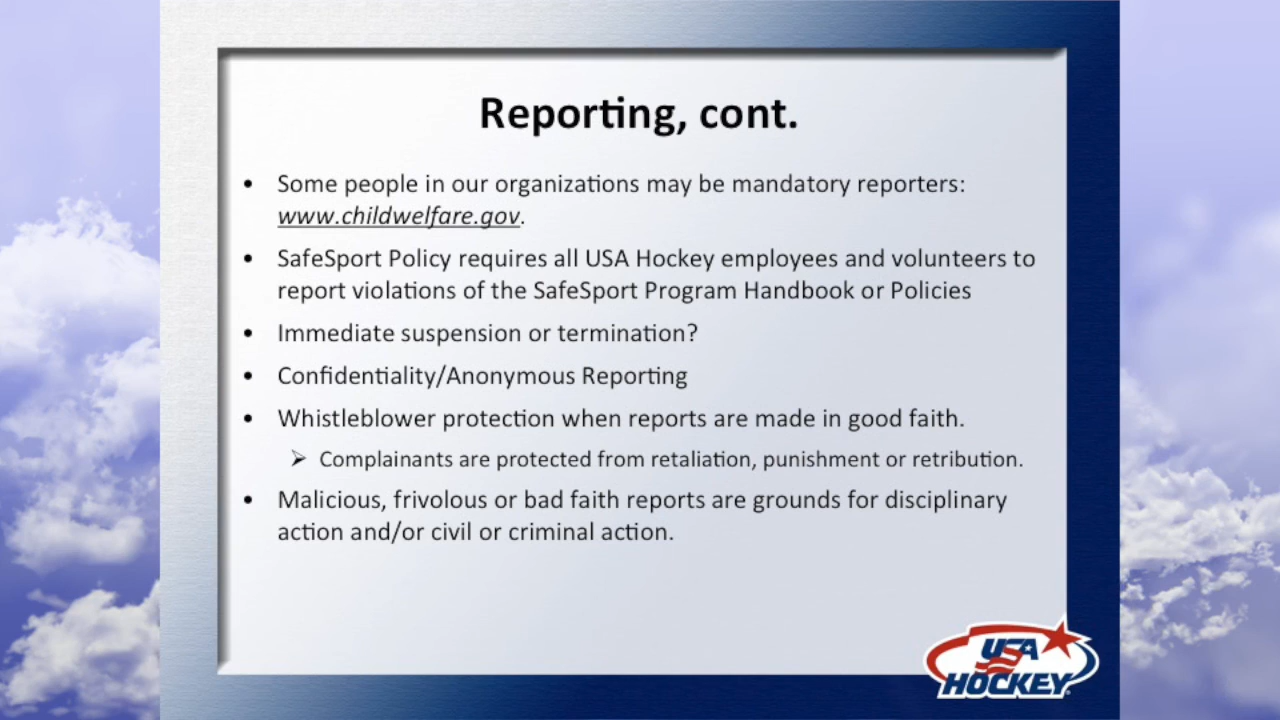 Reporting, cont.
• Some people in our organizations may be mandatory reporters:
www.childwelfare.gov.
• SafeSport Policy requires all USA Hockey employees and volunteers to
report violations of the SafeSport Program Handbook or Policies
• Immediate suspension or termination?
• Confidentiality/Anonymous Reporting
• Whistleblower protection when reports are made in good faith.
➢ Complainants are protected from retaliation, punishment or retribution.
• Malicious, frivolous or bad faith reports are grounds for disciplinary
action and/or civil or criminal action.
USA
HOCKEY